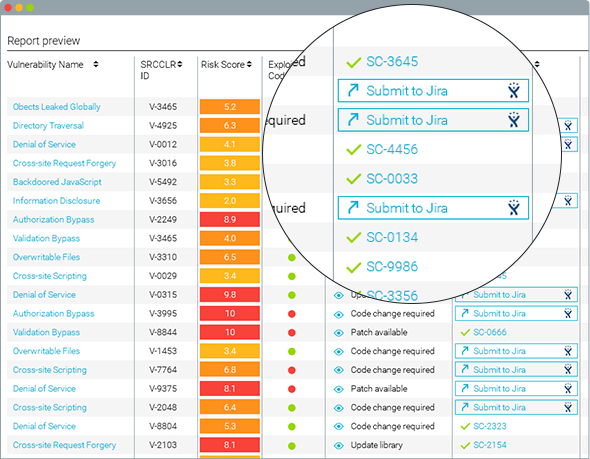 Report preview
Vulnerability Name SRCCLR ID Risk Score Explo Cod
Obects Leaked Globally V-3465 5.2
Directory Traversal V-4925 6.3
Denial of Service V-0012 4.1
Cross-site Request Forgery V-3016 3.8
Backdoored JavaScript V-5492 3.3
Information Disclosure V-3656 2.0
Authorization Bypass V-2249 8.9
Validation Bypass V-3465 4.0
Overwritable Files V-3310 6.5
Cross-site Scripting V-0029 3.4
Denial of Service V-0315 9.8 Upda Submit to Jira
Authorization Bypass V-3995 10 Code change required Submit to Jira
Validation Bypass V-8844 10 Patch available SC-0666
Overwritable Files V-1453 3.4 Code change required Submit to Jira
Cross-site Scripting V-7764 6.8 Code change required Submit to Jira
Denial of Service V-9375 8.1 Patch available Submit to Jira
Cross-site Scripting V-2048 6.4 Code change required Submit to Jira
Denial of Service V-8804 5.3 Code change required SC-2323
Cross-site Request Forgery V-2103 8.1 Update library SC-2154
ed SC-3645
Submit to Jira
quired Submit to Jira
SC-4456
SC-0033
quired Submit to Jira
SC-0134
SC-9986
SC-3356